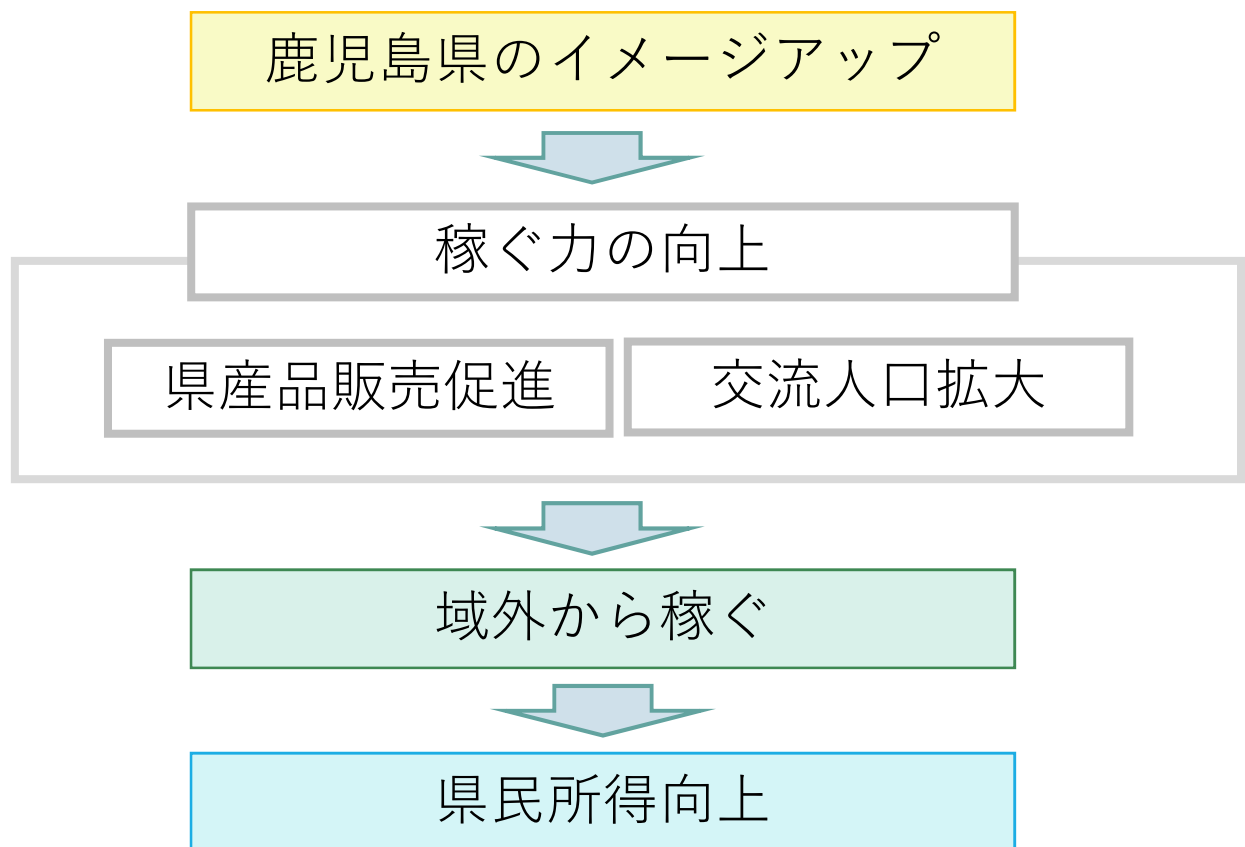 鹿児島県のイメージアップ
稼ぐ力の向上
県産品販売促進
交流人口拡大
域外から稼ぐ
県民所得向上